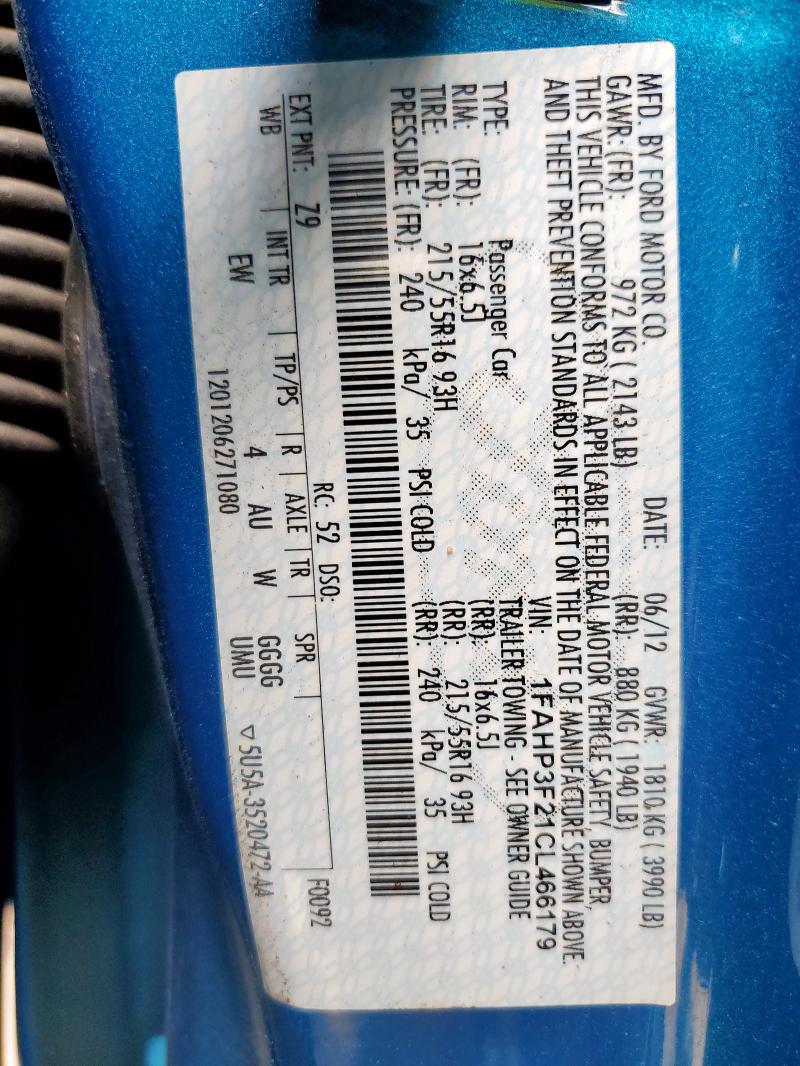 MFD. BY FORD MOTOR CO. DATE: 06/12 GVWR: 1810 KG ( 3990 LB)
GAWR: (FR): 972 KG ( 2143 LB) (RR): 880 KG ( 1940 LB)
THIS VEHICLE CONFORMS TO ALL APPLICABLE FEDERAL MOTOR VEHICLE SAFETY, BUMPER,
AND THEFT PREVENTION STANDARDS IN EFFECT ON THE DATE OF MANUFACTURE SHOWN ABOVE.
VIN: 1FAHP3F21CL466179
TYPE: Passenger Car TRAILER TOWING - SEE OWNER GUIDE
RIM: (FR): 16x6.5J (RR): 16x6.5J
TIRE: (FR): 215/55R16 93H (RR): 215/55R16 93H
PRESSURE: (FR): 240 kPa/ 35 PSI COLD (RR): 240 kPa/ 35 PSI COLD
F0092
RC: 52 DSO:
EXT PNT: Z9
WB INT TR TP/PS R AXLE TR SPR
EW 4 AU W GGGG
UMU
1201206271080 5U5A-3520472-AA